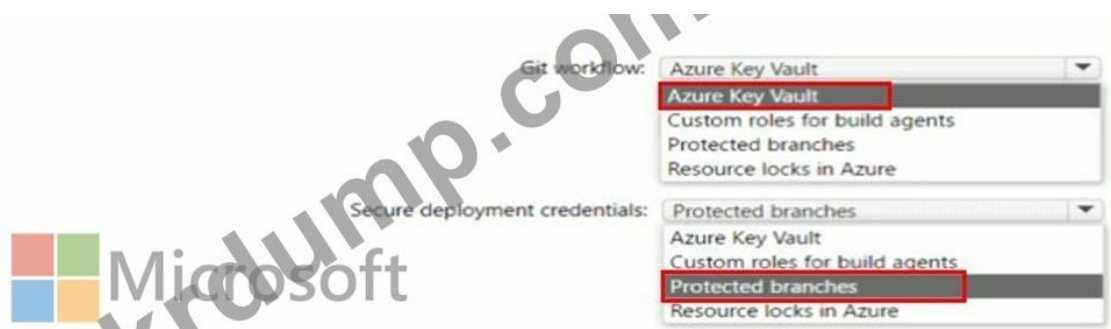 Git workflow: Azure Key Vault
Azure Key Vault
Custom roles for build agents
Protected branches
Resource locks in Azure
Secure deployment credentials: Protected branches
Azure Key Vault
Custom roles for build agents
Protected branches
Resource locks in Azure
Microsoft
krdump.com